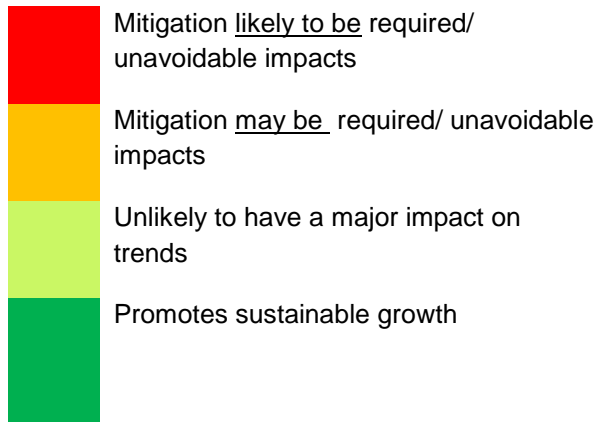 Mitigation likely to be required/
unavoidable impacts
Mitigation may be  required/ unavoidable
impacts
Unlikely to have a major impact on
trends
Promotes sustainable growth